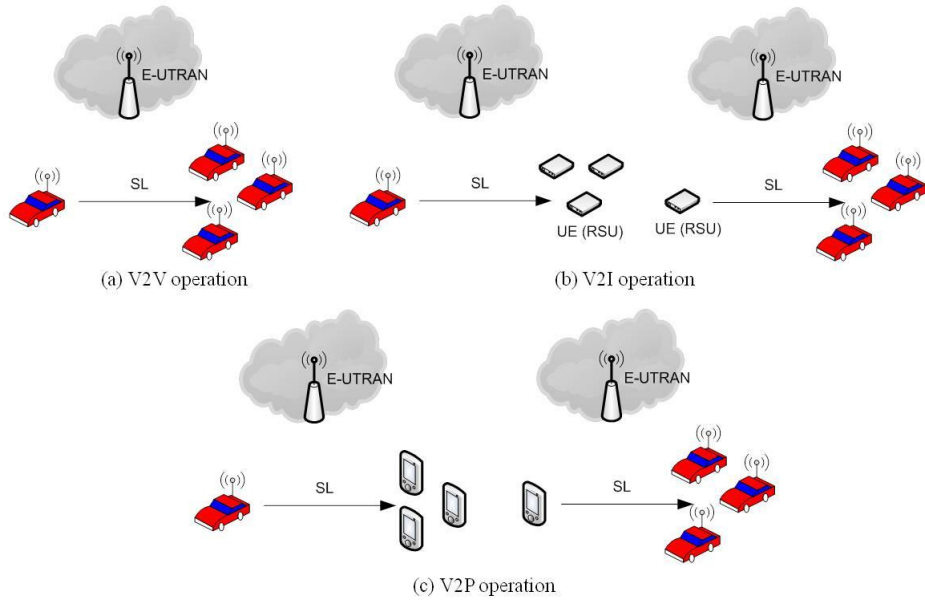 E-UTRAN
SL
(a) V2V operation
E-UTRAN
E-UTRAN
SL
SL
UE (RSU)
UE (RSU)
(b) V2I operation
E-UTRAN
E-UTRAN
SL
SL
(c) V2P operation